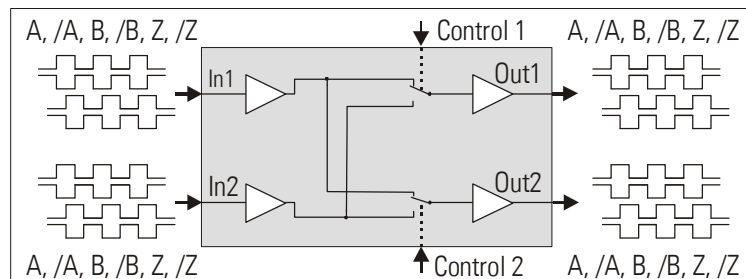 A, /A, B, /B, Z, /Z
Control 1
A, /A, B, /B, Z, /Z
In1
Out1
In2
Out2
A, /A, B, /B, Z, /Z
Control 2
A, /A, B, /B, Z, /Z